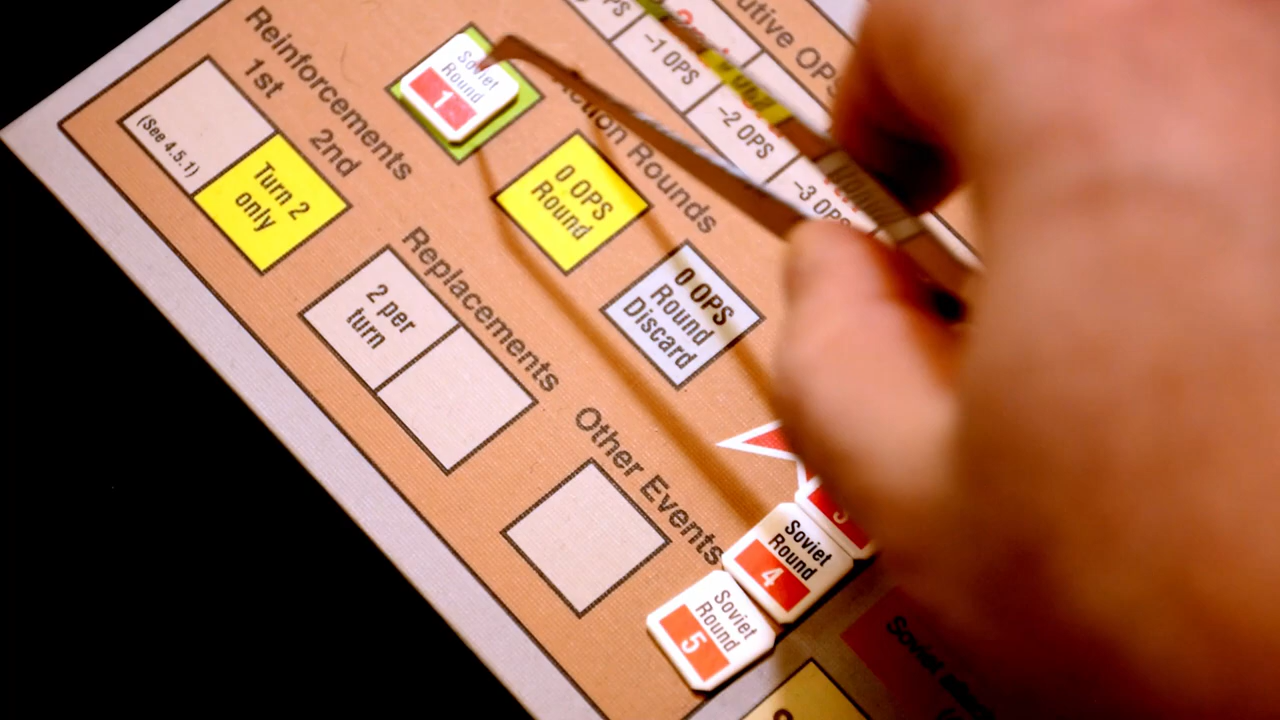 Reinforcements
1st
2nd
(See 4.5.1)
Turn 2
only
Soviet
Round
1
Rounds
0 OPS
Round
0 OPS
Round
Discard
OPS
-1 OPS
-2 OPS
-3 OPS
Replacements
2 per
turn
Other Events
Soviet
Round
4
Soviet
Round
5
Soviet